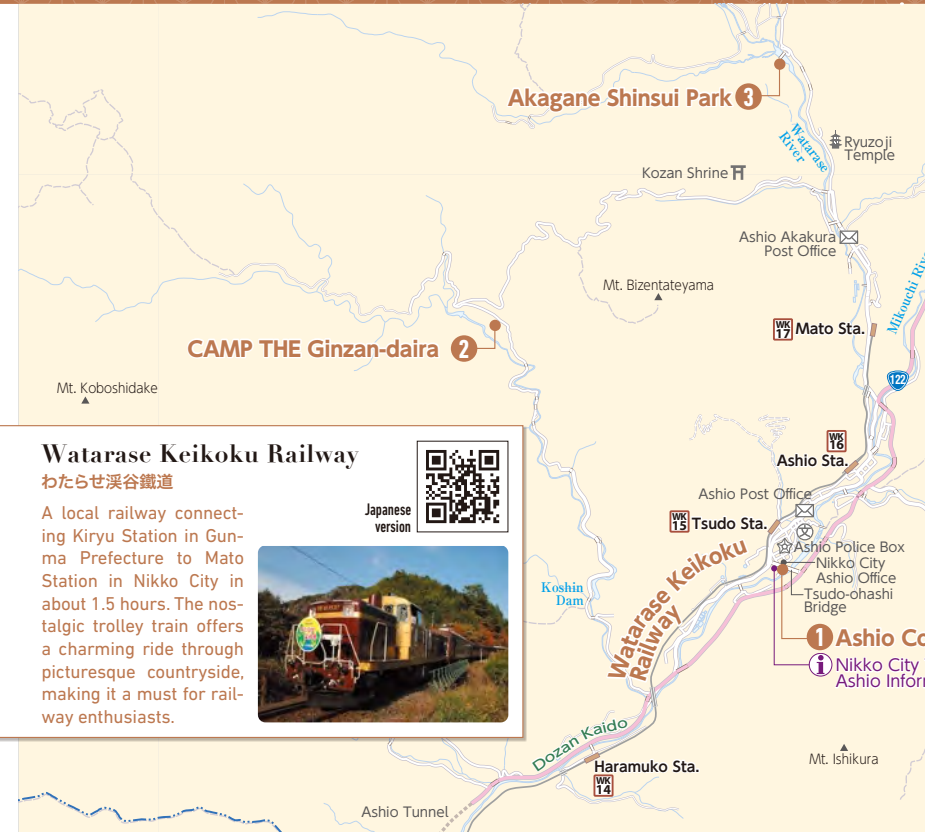 Akagane Shinsui Park 3
Watarase
River
Ryuzoji
Temple
Kozan Shrine
Ashio Akakura
Post Office
Mt. Bizentateyama
WK
17 Mato Sta.
122
CAMP THE Ginzan-daira 2
Mt. Koboshidake
Watarase Keikoku Railway
わたらせ渓谷鐵道
A local railway connect-
ing Kiryu Station in Gun-
ma Prefecture to Mato
Station in Nikko City in
about 1.5 hours. The nos-
talgic trolley train offers
a charming ride through
picturesque countryside,
making it a must for rail-
way enthusiasts.
Japanese
version
WK
16
Ashio Sta.
Ashio Post Office
WK
15 Tsudo Sta.
Ashio Police Box
Nikko City
Ashio Office
Tsudo-ohashi
Bridge
Koshin
Dam
Watarase Keikoku
Railway
1 Ashio
Nikko City
Ashio
Dozan Kaido
Haramuko Sta.
WK
14
Mt. Ishikura
Ashio Tunnel